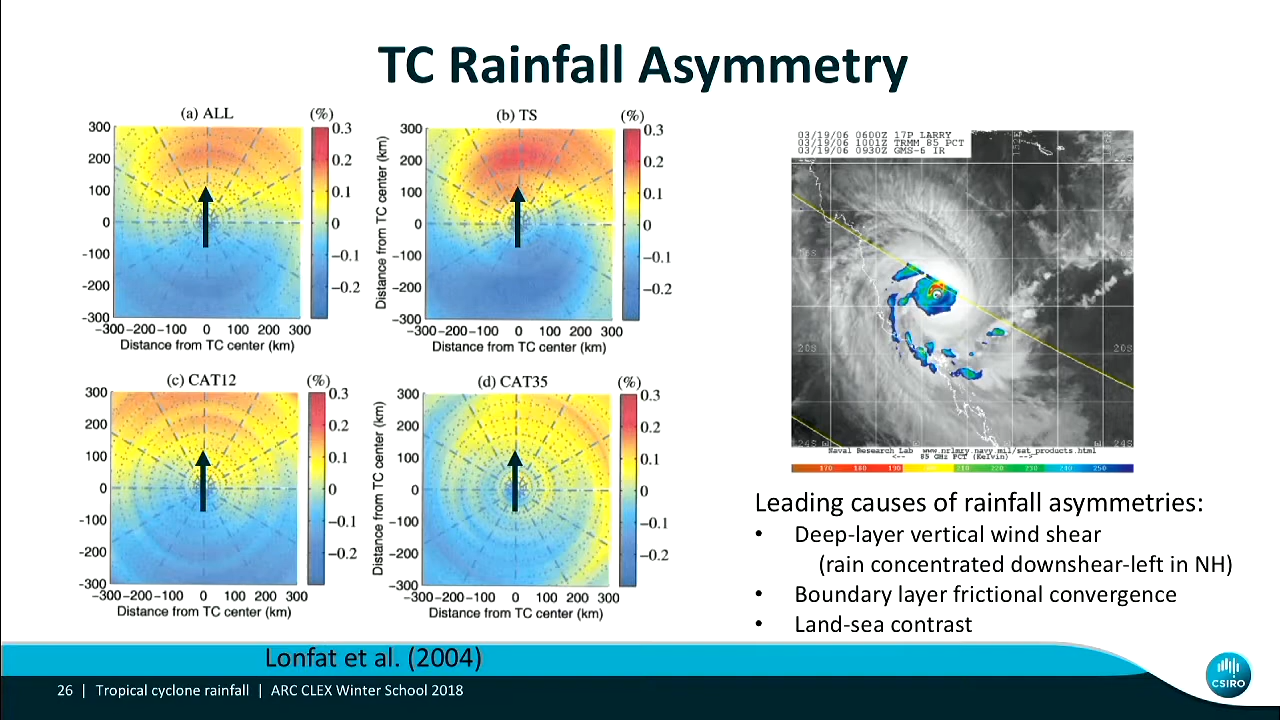 TC Rainfall Asymmetry
(a) ALL
(%)
300
200
100
0
-100
-200
-300
0.3
0.2
0.1
0
−0.1
−0.2
−300−200−100 0 100 200 300
Distance from TC center (km)
(b) TS
(%)
Distance from TC center (km)
300
200
100
0
-100
-200
-300
0.3
0.2
0.1
0
−0.1
−0.2
−300−200−100 0 100 200 300
Distance from TC center (km)
(c) CAT12
(%)
300
200
100
0
-100
-200
-300
0.3
0.2
0.1
0
−0.1
−0.2
−300−200−100 0 100 200 300
Distance from TC center (km)
(d) CAT35
(%)
Distance from TC center (km)
300
200
100
0
-100
-200
-300
0.3
0.2
0.1
0
−0.1
−0.2
−300−200−100 0 100 200 300
Distance from TC center (km)
03/19/06 0600Z 17P LARRY
03/19/06 1001Z TRMM 85 PCT
03/19/06 0930Z GMS-6 IR
20S
20S
24S
24S
Naval Research Lab www.nrlmry.navy.mil/sat_products.html
<-- 85 GHz PCT (Kelvin) -->
170 180 190 210 220 230 240 250
Leading causes of rainfall asymmetries:
• Deep-layer vertical wind shear
(rain concentrated downshear-left in NH)
• Boundary layer frictional convergence
• Land-sea contrast
Lonfat et al. (2004)
26 | Tropical cyclone rainfall | ARC CLEX Winter School 2018
CSIRO